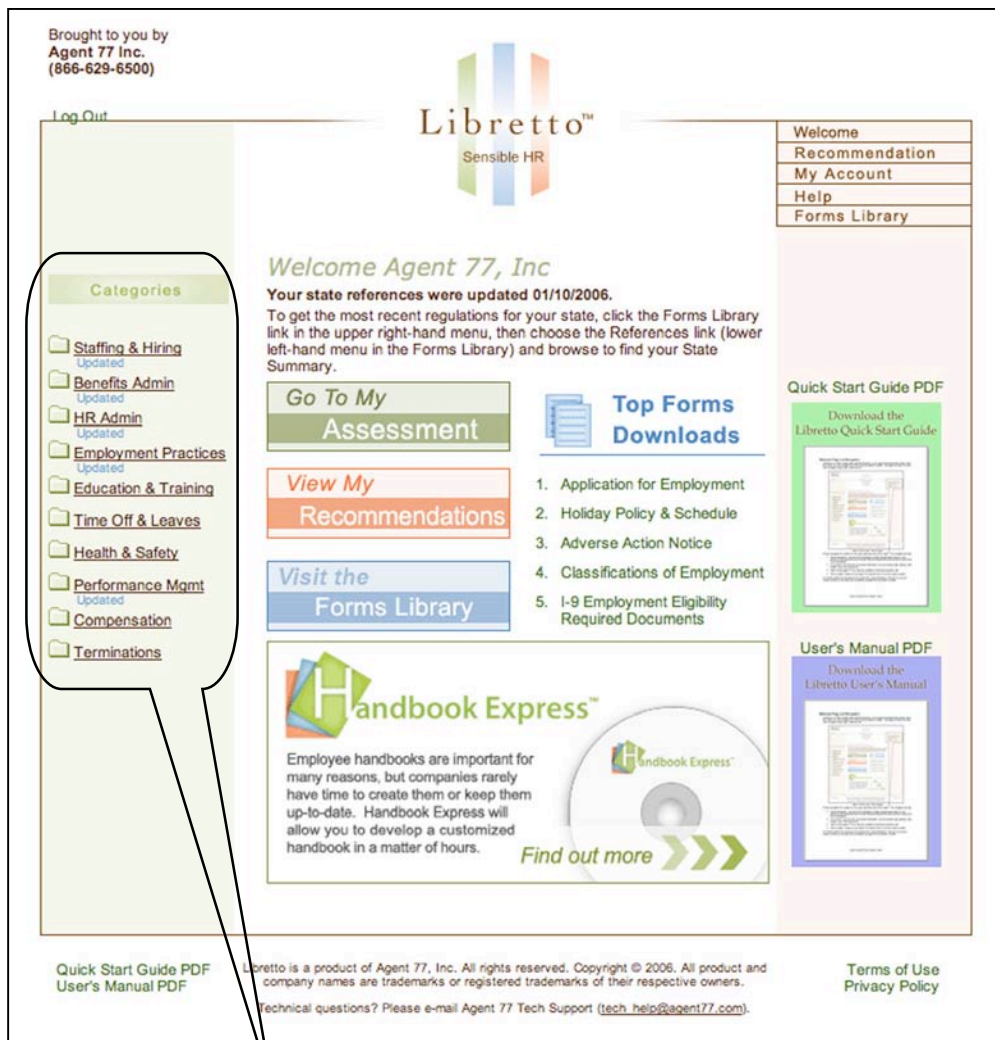 Brought to you by
Agent 77 Inc.
(866-629-6500)
Log Out
Libretto™
Sensible HR
Welcome
Recommendation
My Account
Help
Forms Library
Categories
Staffing & Hiring
Updated
Benefits Admin
Updated
HR Admin
Updated
Employment Practices
Updated
Education & Training
Time Off & Leaves
Health & Safety
Performance Mgmt
Updated
Compensation
Terminations
Welcome Agent 77, Inc
Your state references were updated 01/10/2006.
To get the most recent regulations for your state, click the Forms Library
link in the upper right-hand menu, then choose the References link (lower
left-hand menu in the Forms Library) and browse to find your State
Summary.
Go To My
Assessment
View My
Recommendations
Visit the
Forms Library
Top Forms
Downloads
1. Application for Employment
2. Holiday Policy & Schedule
3. Adverse Action Notice
4. Classifications of Employment
5. I-9 Employment Eligibility
Required Documents
Handbook Express™
Employee handbooks are important for
many reasons, but companies rarely
have time to create them or keep them
up-to-date. Handbook Express will
allow you to develop a customized
handbook in a matter of hours.
Handbook Express™
Find out more
Quick Start Guide PDF
Download the
Libretto Quick Start Guide
User's Manual PDF
Download the
Libretto User's Manual
Quick Start Guide PDF
User's Manual PDF
Libretto is a product of Agent 77, Inc. All rights reserved. Copyright © 2006. All product and
company names are trademarks or registered trademarks of their respective owners.
Technical questions? Please e-mail Agent 77 Tech Support (tech_help@agent77.com).
Terms of Use
Privacy Policy